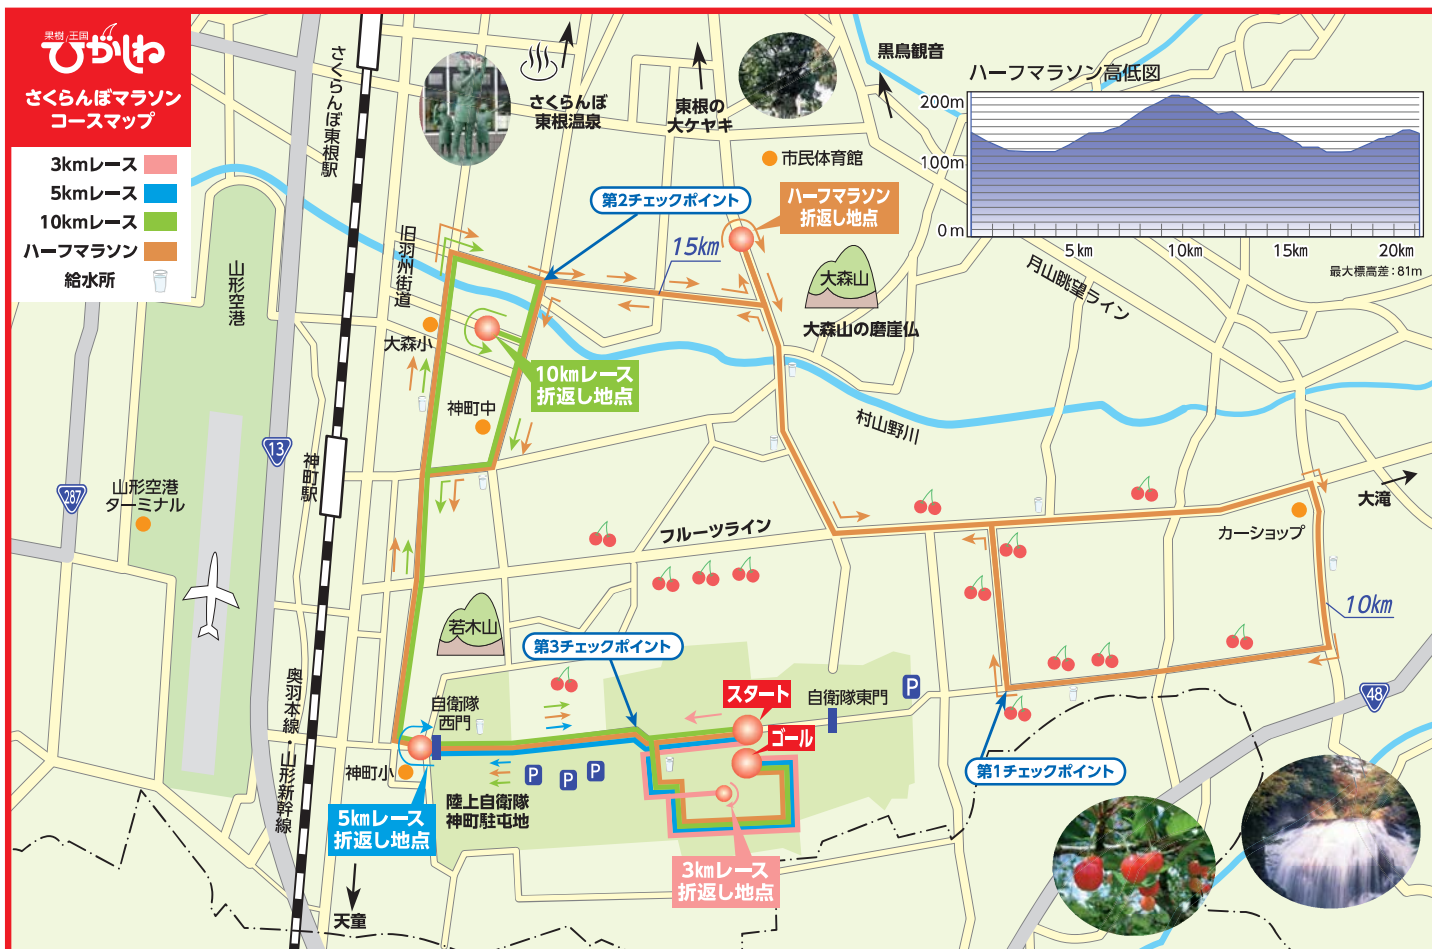 果樹王国
ひがしね
さくらんぼマラソン
コースマップ
3kmレース
5kmレース
10kmレース
ハーフマラソン
給水所
さくらんぼ東根駅
さくらんぼ
東根温泉
東根の
大ケヤキ
黒鳥観音
市民体育館
ハーフマラソン高低図
200m
100m
0m
5km
10km
15km
20km
最大標高差：81m
第2チェックポイント
ハーフマラソン
折返し地点
15km
旧羽州街道
山形空港
大森小
大森山
大森山の磨崖仏
月山眺望ライン
10kmレース
折返し地点
神町中
村山野川
13
神町駅
287
山形空港
ターミナル
フルーツライン
大滝
カーショップ
10km
若木山
第3チェックポイント
スタート
自衛隊東門
P
48
自衛隊
西門
ゴール
奥羽本線・山形新幹線
神町小
P
P
P
第1チェックポイント
陸上自衛隊
神町駐屯地
5kmレース
折返し地点
3kmレース
折返し地点
天童